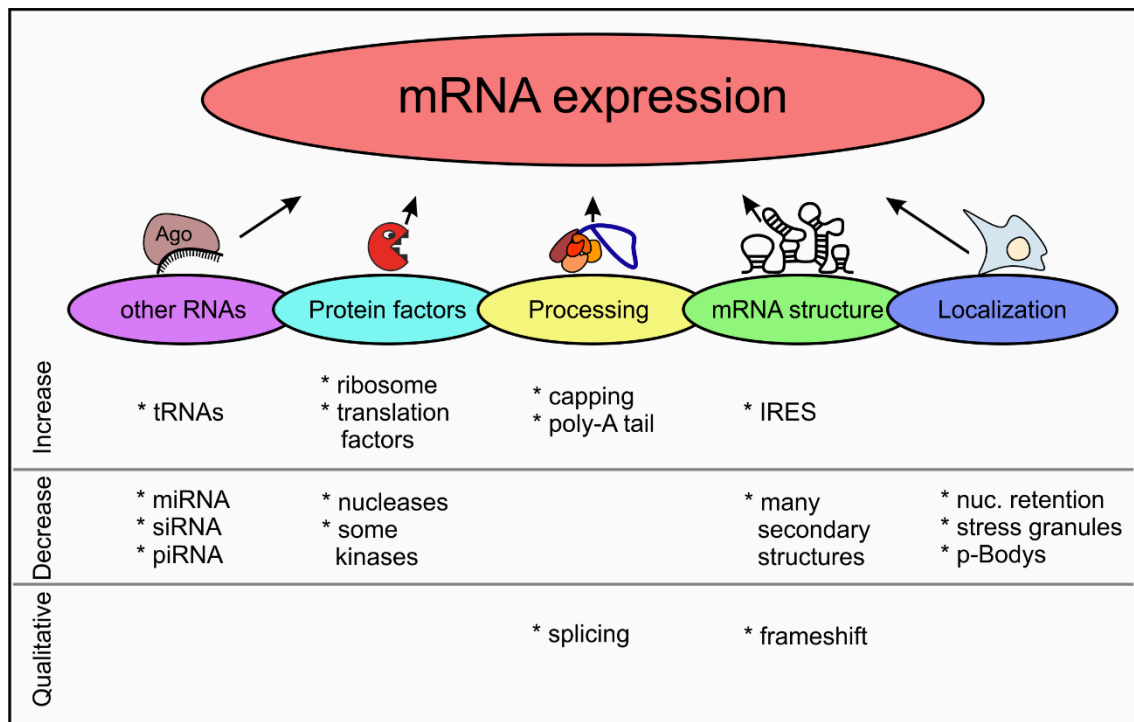 mRNA expression
Ago
other RNAs
Protein factors
Processing
mRNA structure
Localization
Increase
* tRNAs
* ribosome
* translation
factors
* capping
* poly-A tail
* IRES
Decrease
* miRNA
* siRNA
* piRNA
* nucleases
* some
kinases
* many
secondary
structures
* nuc. retention
* stress granules
* p-Bodys
Qualitative
* splicing
* frameshift